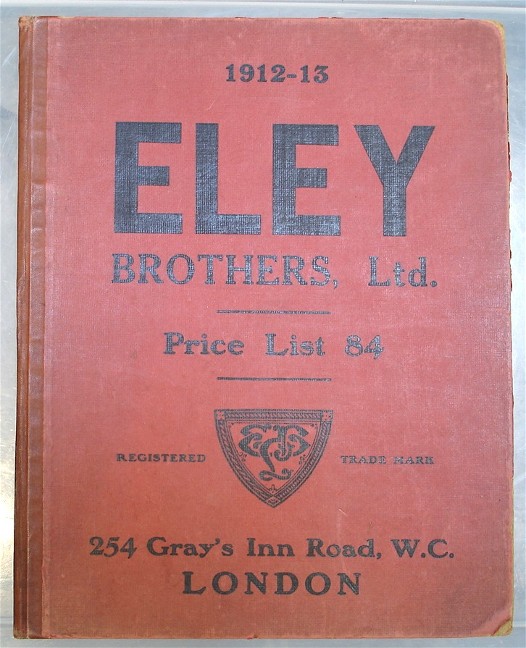 1912-13
ELEY
BROTHERS, Ltd.
Price List 84
REGISTERED TRADE MARK
254 Gray's Inn Road, W.C.
LONDON